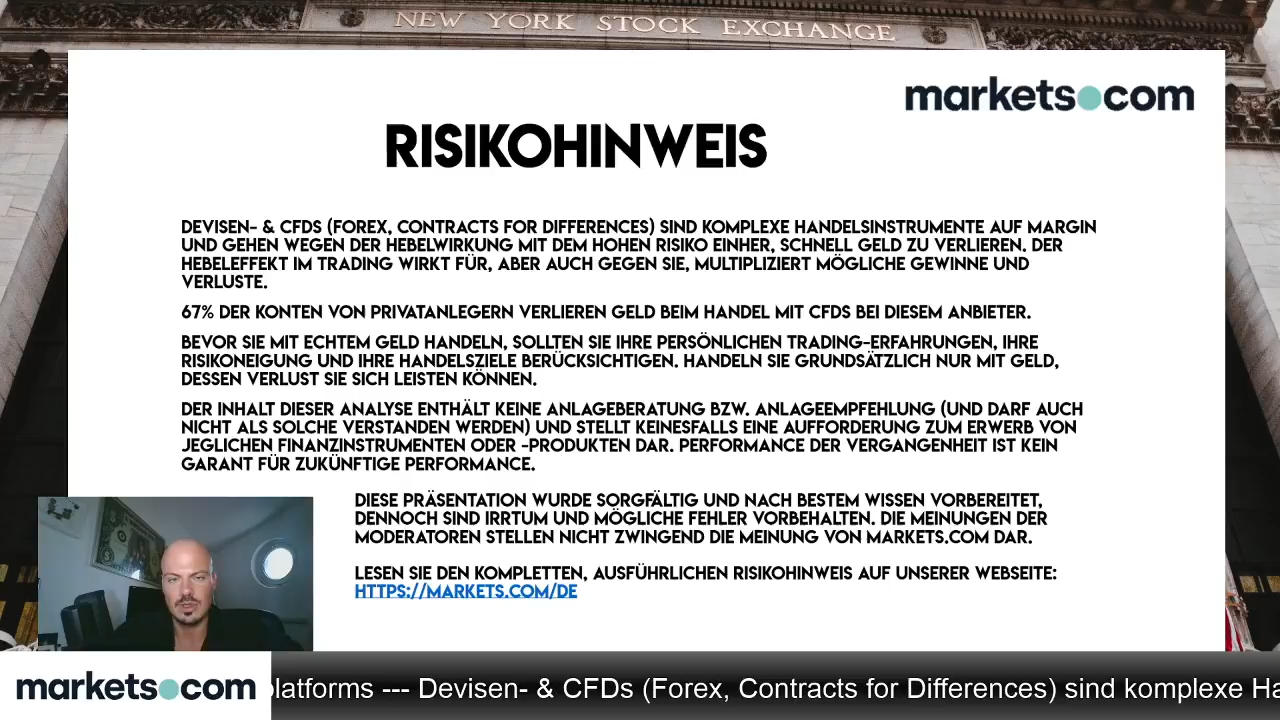 NEW YORK STOCK EXCHANGE
markets.com
RISIKOHINWEIS
DEVISEN- & CFDS (FOREX, CONTRACTS FOR DIFFERENCES) SIND KOMPLEXE HANDELSINSTRUMENTE AUF MARGIN
UND GEHEN WEGEN DER HEBELWIRKUNG MIT DEM HOHEN RISIKO EINHER, SCHNELL GELD ZU VERLIEREN. DER
HEBELEFFEKT IM TRADING WIRKT FÜR, ABER AUCH GEGEN SIE, MULTIPLIZIERT MÖGLICHE GEWINNE UND
VERLUSTE.
67% DER KONTEN VON PRIVATANLEGERN VERLIEREN GELD BEIM HANDEL MIT CFDS BEI DIESEM ANBIETER.
BEVOR SIE MIT ECHTEM GELD HANDELN, SOLLTEN SIE IHRE PERSÖNLICHEN TRADING-ERFAHRUNGEN, IHRE
RISIKONEIGUNG UND IHRE HANDELSZIELE BERÜCKSICHTIGEN. HANDELN SIE GRUNDSÄTZLICH NUR MIT GELD,
DESSEN VERLUST SIE SICH LEISTEN KÖNNEN.
DER INHALT DIESER ANALYSE ENTHÄLT KEINE ANLAGEBERATUNG BZW. ANLAGEEMPFEHLUNG (UND DARF AUCH
NICHT ALS SOLCHE VERSTANDEN WERDEN) UND STELLT KEINESFALLS EINE AUFFORDERUNG ZUM ERWERB VON
JEGLICHEN FINANZINSTRUMENTEN ODER -PRODUKTEN DAR. PERFORMANCE DER VERGANGENHEIT IST KEIN
GARANT FÜR ZUKÜNFTIGE PERFORMANCE.
DIESE PRÄSENTATION WURDE SORGFÄLTIG UND NACH BESTEM WISSEN VORBEREITET,
DENNOCH SIND IRRTUM UND MÖGLICHE FEHLER VORBEHALTEN. DIE MEINUNGEN DER
MODERATOREN STELLEN NICHT ZWINGEND DIE MEINUNG VON MARKETS.COM DAR.
LESEN SIE DEN KOMPLETTEN, AUSFÜHRLICHEN RISIKOHINWEIS AUF UNSERER WEBSEITE:
HTTPS://MARKETS.COM/DE
markets.com
platforms --- Devisen- & CFDs (Forex, Contracts for Differences) sind komplexe Ha